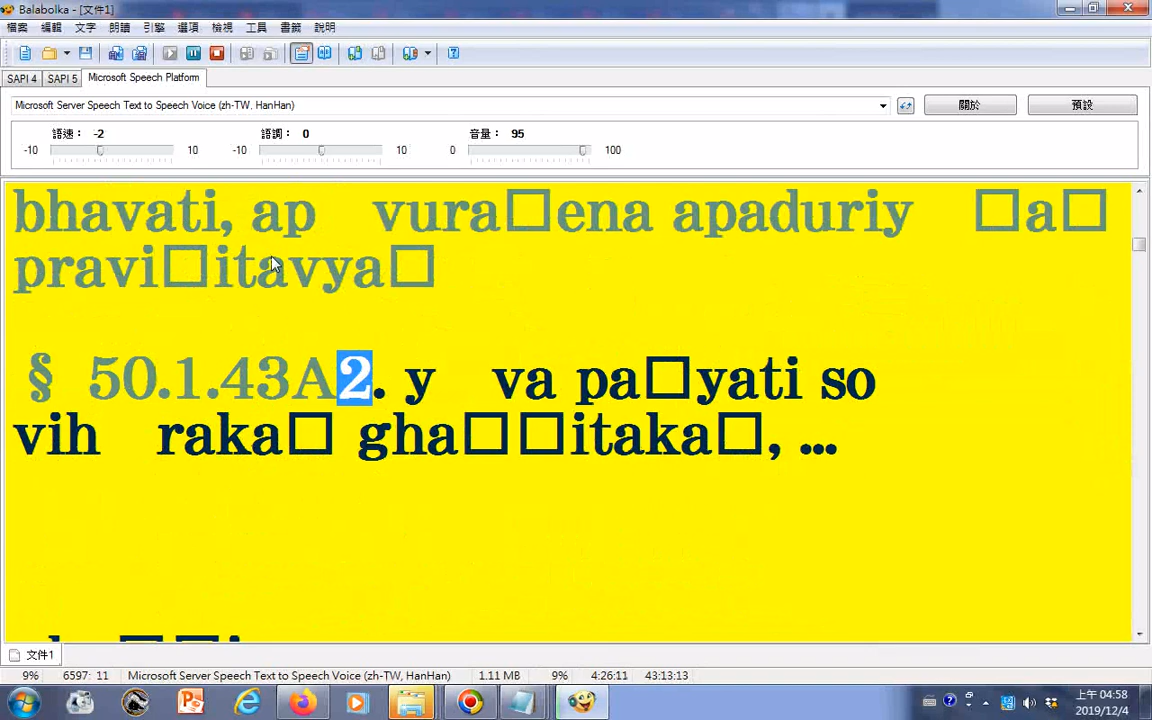 Balabolka - [文件1]
檔案 編輯 文字 朗讀 引擎 選項 檢視 工具 書籤 說明
SAPI 4 SAPI 5 Microsoft Speech Platform
Microsoft Server Speech Text to Speech Voice (zh-TW, HanHan) 關於 預設
語速： -2 語調： 0 音量： 95
-10 10 -10 10 0 100
bhavati, ap vura□ena apaduriy □a□
pravi□itavya□
§ 50.1.43A2. y va pa□yati so
vih raka□ gha□□itaka□, ...
文件1
9% 6597: 11 Microsoft Server Speech Text to Speech Voice (zh-TW, HanHan) 1.11 MB 9% 4:26:11 43:13:13
上午 04:58
2019/12/4